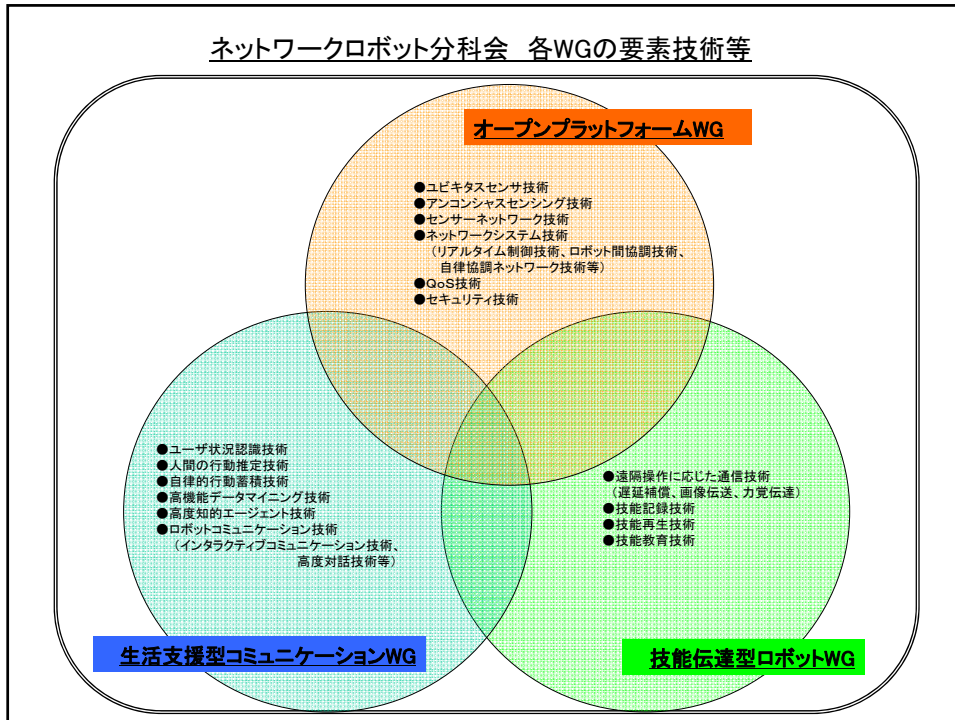 ネットワークロボット分科会　各WGの要素技術等
オープンプラットフォームWG
●ユビキタスセンサ技術
●アンコンシャスセンシング技術
●センサーネットワーク技術
●ネットワークシステム技術
（リアルタイム制御技術、ロボット間協調技術、
自律協調ネットワーク技術等）
●QoS技術
●セキュリティ技術
●ユーザ状況認識技術
●人間の行動推定技術
●自律的行動蓄積技術
●高機能データマイニング技術
●高度知的エージェント技術
●ロボットコミュニケーション技術
（インタラクティブコミュニケーション技術、
高度対話技術等）
●遠隔操作に応じた通信技術
（遅延補償、画像伝送、力覚伝達）
●技能記録技術
●技能再生技術
●技能教育技術
生活支援型コミュニケーションWG
技能伝達型ロボットWG